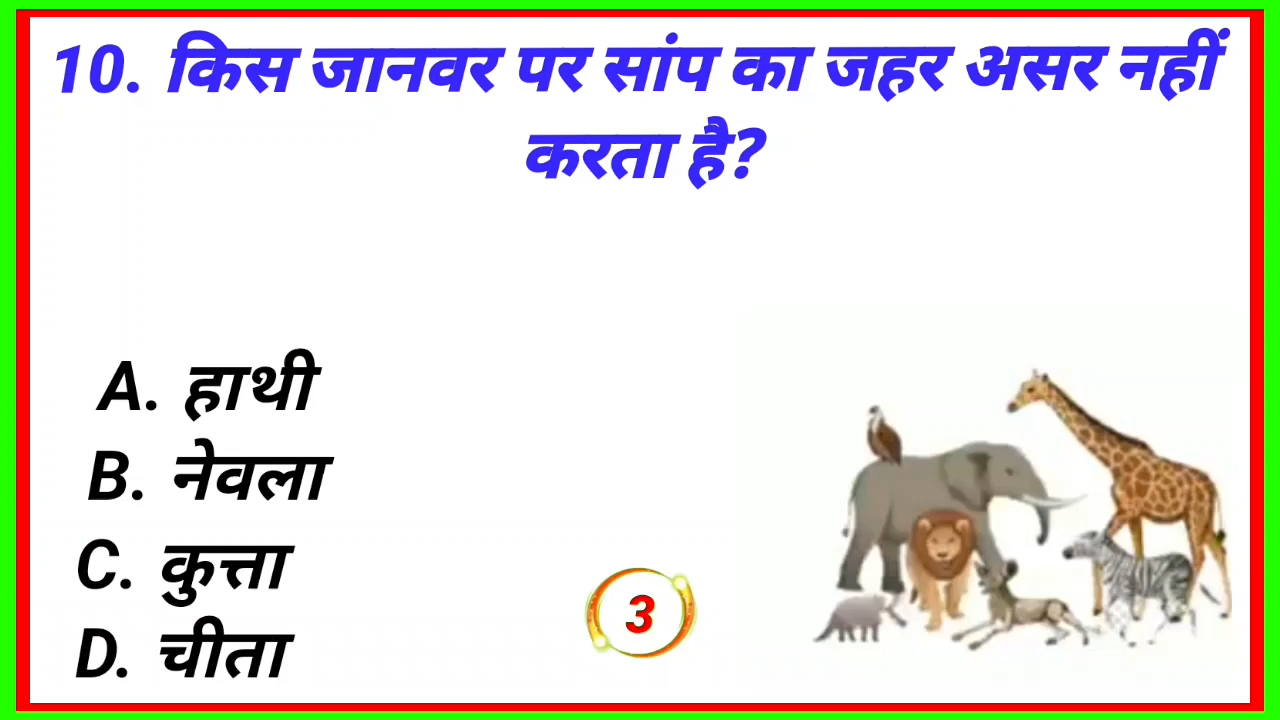 10. किस जानवर पर सांप का जहर असर नहीं
करता है?
A. हाथी
B. नेवला
C. कुत्ता
D. चीता
3